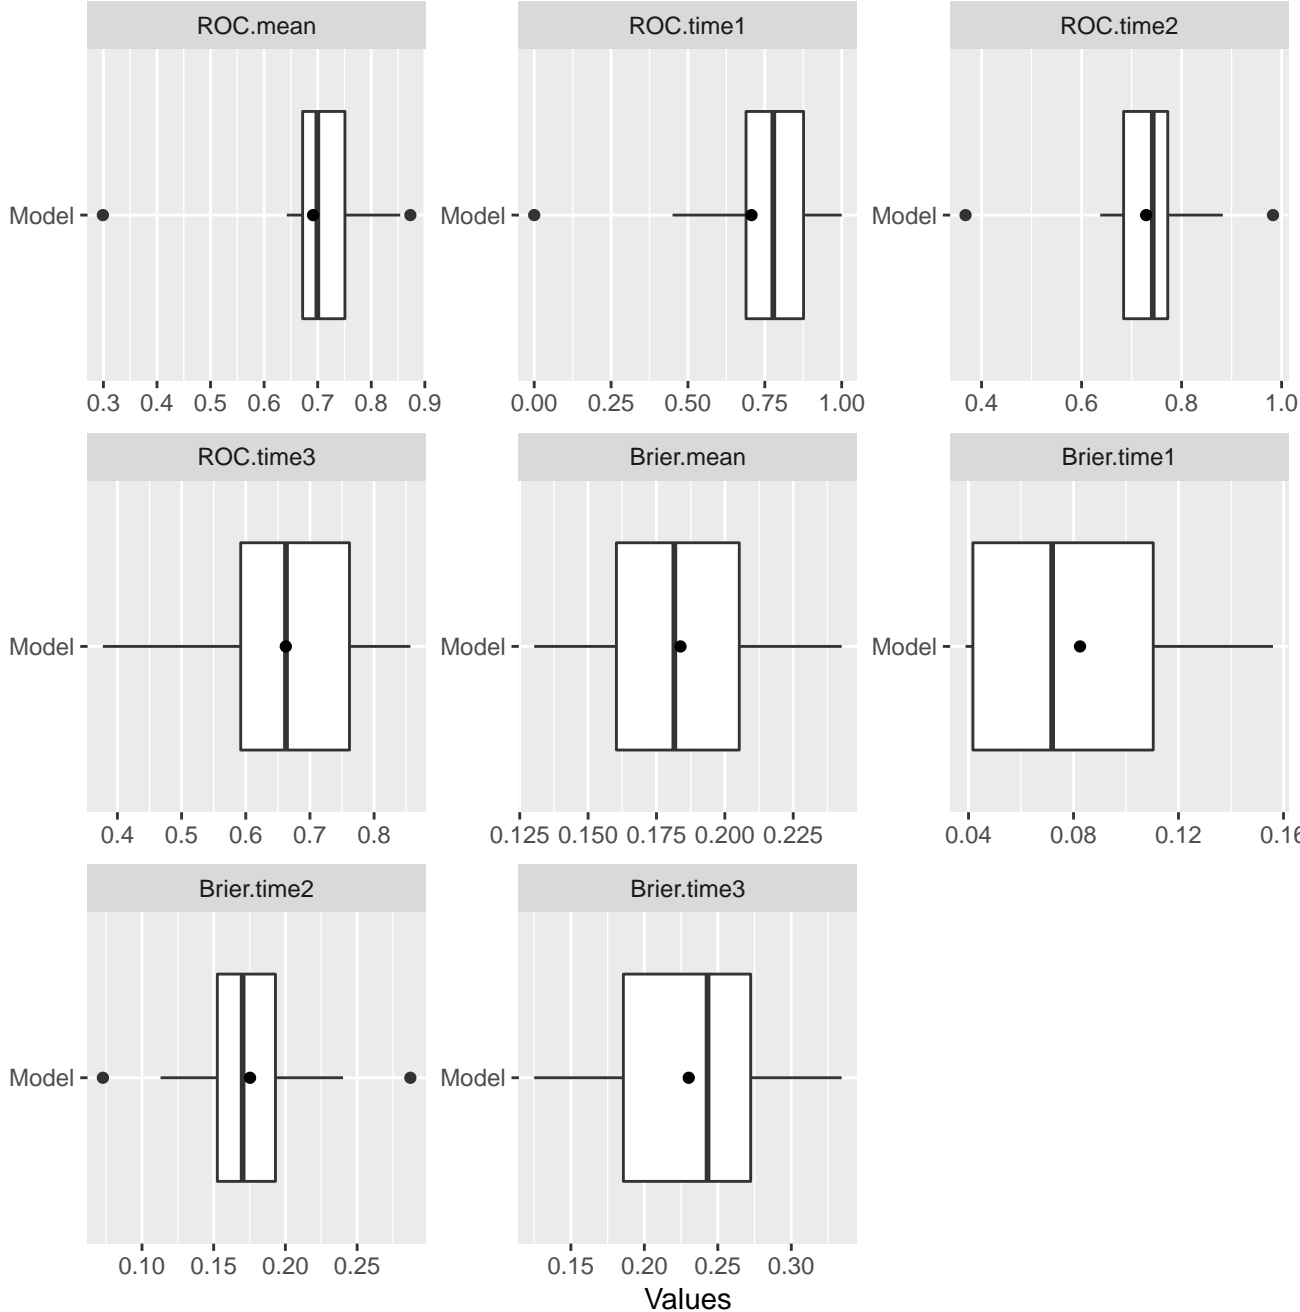 ROC.mean ROC.time1 ROC.time2
Model Model Model
0.3 0.4 0.5 0.6 0.7 0.8 0.9 0.00 0.25 0.50 0.75 1.00 0.4 0.6 0.8 1.0
ROC.time3 Brier.mean Brier.time1
Model Model Model
0.4 0.5 0.6 0.7 0.8 0.125 0.150 0.175 0.200 0.225 0.04 0.08 0.12 0.16
Brier.time2 Brier.time3
Model Model
0.10 0.15 0.20 0.25 0.15 0.20 0.25 0.30
Values